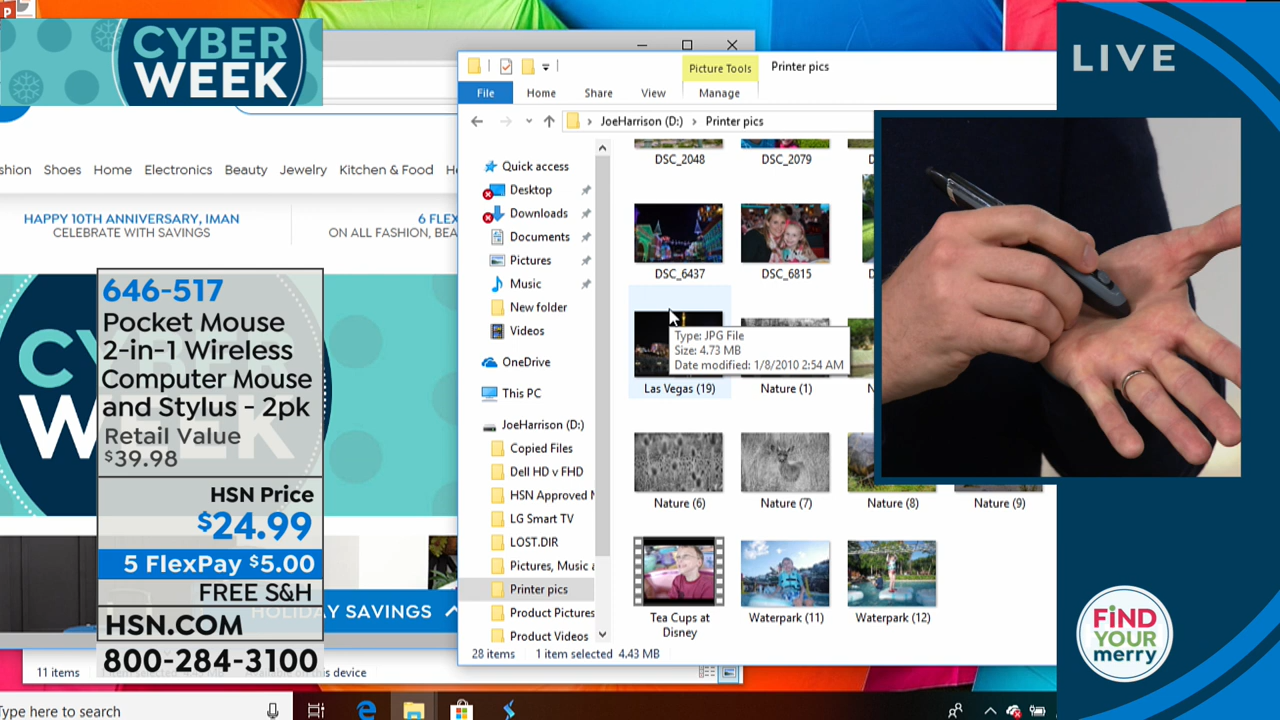 CYBER
WEEK
LIVE
Printer pics
Picture Tools
File
Home
Share
View
Manage
JoeHarrison (D:)
Printer pics
Shoes
Home
Electronics
Beauty
Jewelry
Kitchen & Food
HAPPY 10TH ANNIVERSARY, IMAN
CELEBRATE WITH SAVINGS
6 FLEX
ON ALL FASHION, BEA
646-517
Pocket Mouse
2-in-1 Wireless
Computer Mouse
and Stylus - 2pk
Retail Value
$39.98
HSN Price
$24.99
5 FlexPay $5.00
FREE S&H
HSN.COM
800-284-3100
HOLIDAY SAVINGS
Quick access
Desktop
Downloads
Documents
Pictures
Music
New folder
Videos
OneDrive
This PC
JoeHarrison (D:)
Copied Files
Dell HD v FHD
HSN Approved
LG Smart TV
LOST.DIR
Pictures, Music
Printer pics
Product Pictures
Product Videos
DSC_2048
DSC_2079
DSC_6437
DSC_6815
Type: JPG File
Size: 4.73 MB
Date modified: 1/8/2010 2:54 AM
Las Vegas (19)
Nature (1)
Nature (6)
Nature (7)
Nature (8)
Nature (9)
Tea Cups at
Disney
Waterpark (11)
Waterpark (12)
28 items
1 item selected 4.43 MB
11 items
this device
Type here to search
FiND
YOUR
merry